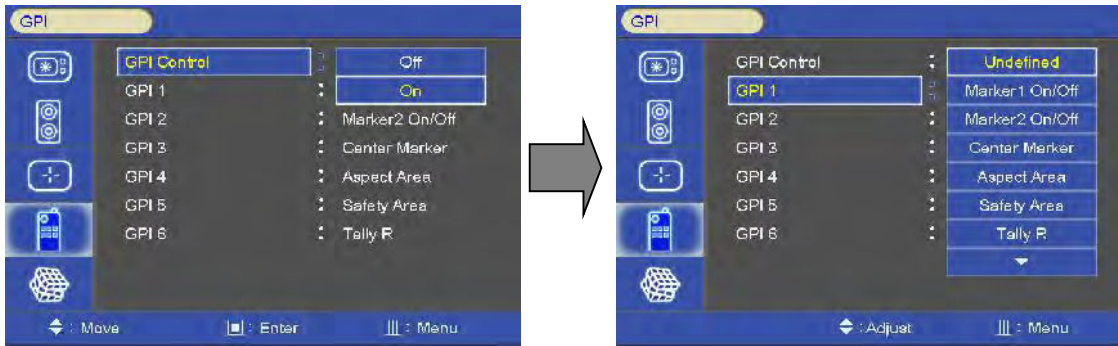 GPI
GPI Control : Off
GPI 1 : On
GPI 2 : Marker2 On/Off
GPI 3 : Center Marker
GPI 4 : Aspect Area
GPI 5 : Safety Area
GPI 6 : Tally R
: Move : Enter : Menu
GPI
GPI Control : Undefined
GPI 1 : Marker1 On/Off
GPI 2 : Marker2 On/Off
GPI 3 : Center Marker
GPI 4 : Aspect Area
GPI 5 : Safety Area
GPI 6 : Tally R
: Adjust : Menu